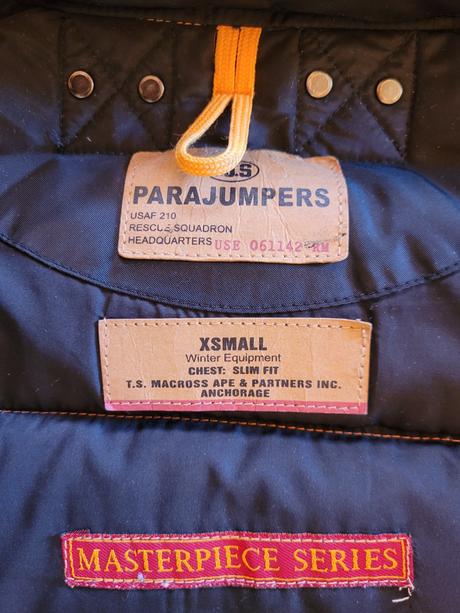 U.S
PARAJUMPERS
USAF 210
RESCUE SQUADRON
HEADQUARTERS USE 061142 RM
XSMALL
Winter Equipment
CHEST: SLIM FIT
T.S. MACROSS APE & PARTNERS INC.
ANCHORAGE
MASTERPIECE SERIES